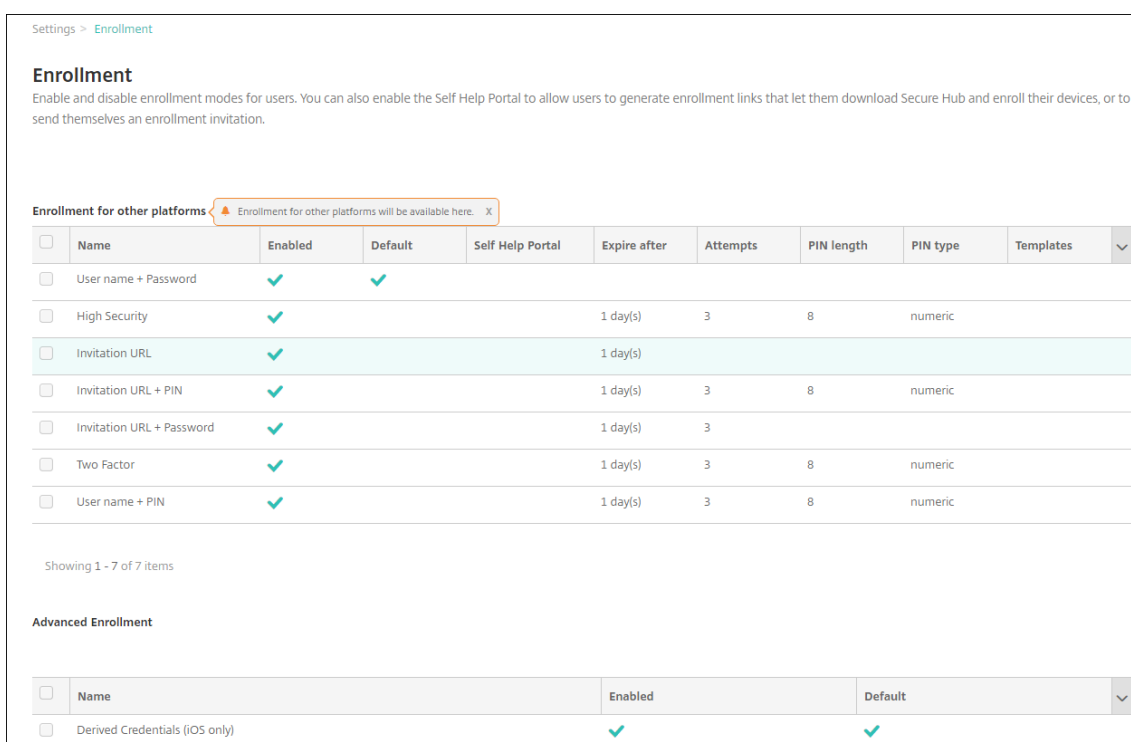 Settings > Enrollment
Enrollment
Enable and disable enrollment modes for users. You can also enable the Self Help Portal to allow users to generate enrollment links that let them download Secure Hub and enroll their devices, or to
send themselves an enrollment invitation.
Enrollment for other platforms Enrollment for other platforms will be available here. X
Name Enabled Default Self Help Portal Expire after Attempts PIN length PIN type Templates
User name + Password
High Security 1 day(s) 3 8 numeric
Invitation URL 1 day(s)
Invitation URL + PIN 1 day(s) 3 8 numeric
Invitation URL + Password 1 day(s) 3
Two Factor 1 day(s) 3 8 numeric
User name + PIN 1 day(s) 3 8 numeric
Showing 1 - 7 of 7 items
Advanced Enrollment
Name Enabled Default
Derived Credentials (iOS only)